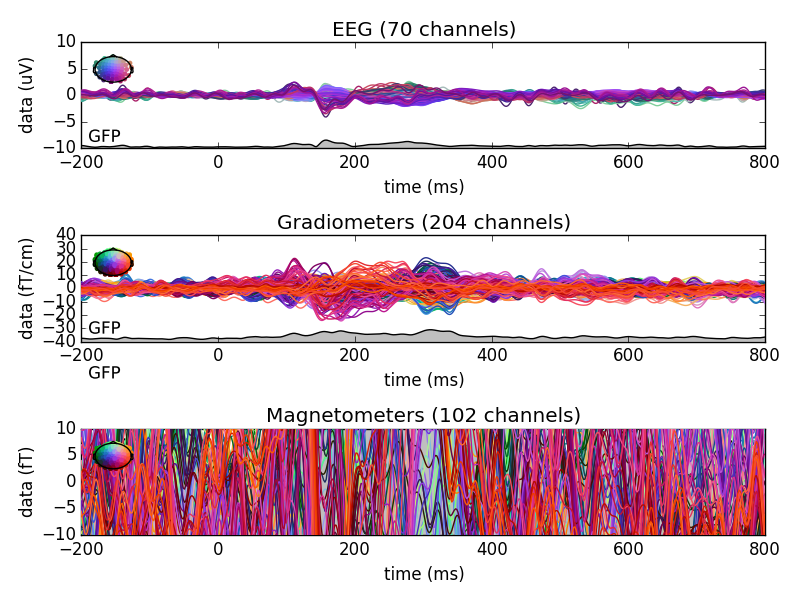 EEG (70 channels)
10
5
0
−5
−10
data (uV)
GFP
−200 0 200 400 600 800
time (ms)
Gradiometers (204 channels)
40
30
20
10
0
−10
−20
−30
−40
data (fT/cm)
GFP
−200 0 200 400 600 800
GFP
time (ms)
Magnetometers (102 channels)
10
5
0
−5
−10
data (fT)
−200 0 200 400 600 800
time (ms)